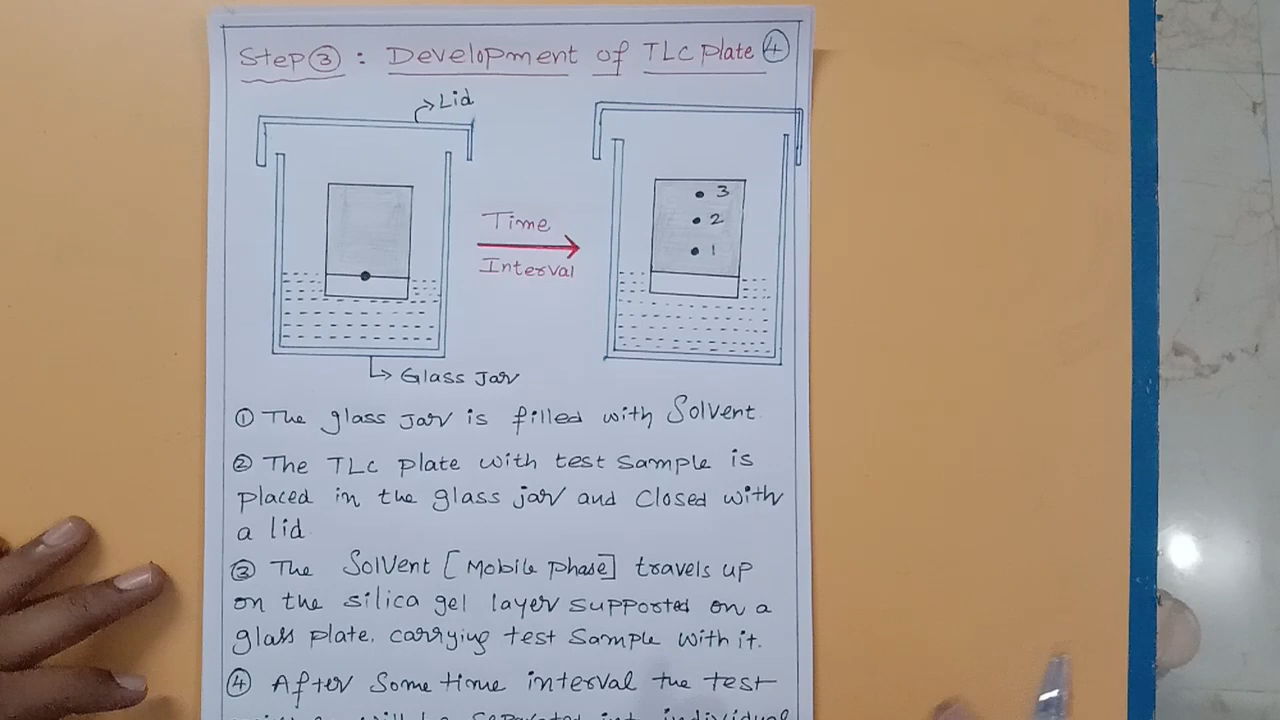 Step ③ : Development of TLC Plate ④
Lid
3
2
1
Time
Interval
Glass Jar
① The glass Jar is filled with Solvent
② The TLC plate with test sample is
placed in the glass jar and closed with
a lid.
③ The Solvent [Mobile phase] travels up
on the silica gel layer supported on a
glass plate. carrying test sample with it.
④ After some time interval the test
individual